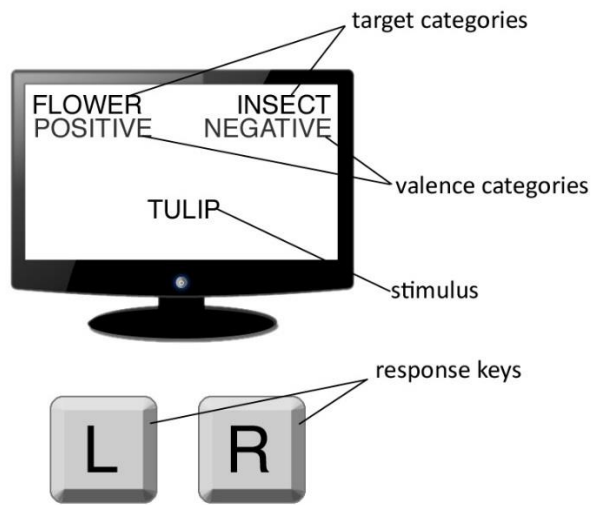 target categories
FLOWER INSECT
POSITIVE NEGATIVE
valence categories
TULIP
stimulus
response keys
L R